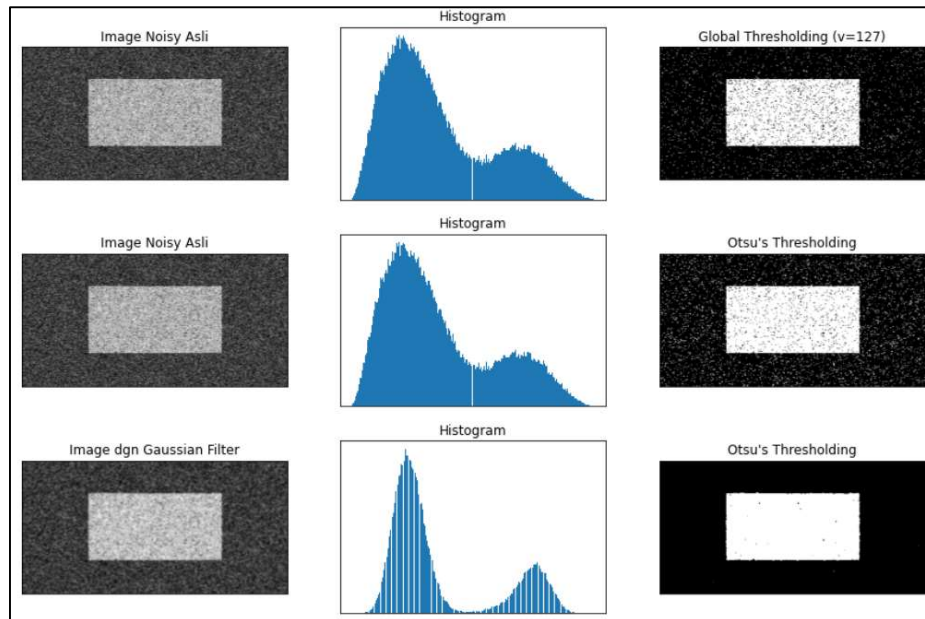 Image Noisy Asli
Histogram
Global Thresholding (v=127)
Image Noisy Asli
Histogram
Otsu's Thresholding
Image dgn Gaussian Filter
Histogram
Otsu's Thresholding